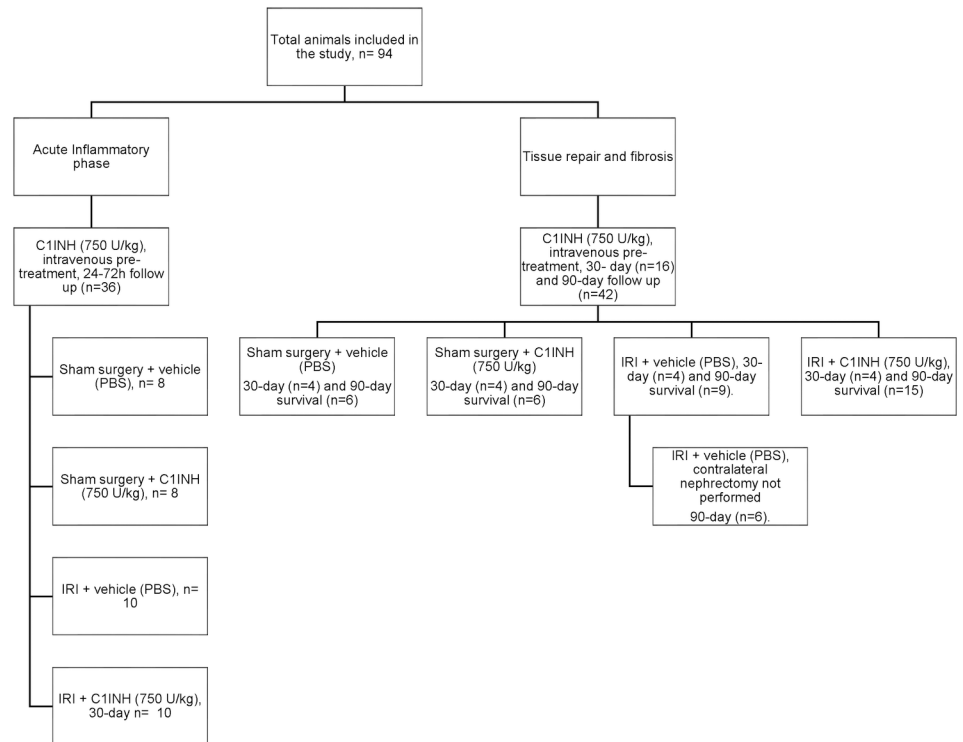 Total animals included in
the study, n= 94
Acute Inflammatory
phase
Tissue repair and fibrosis
C1INH (750 U/kg),
intravenous pre-
treatment, 24-72h follow
up (n=36)
C1INH (750 U/kg),
intravenous pre-
treatment, 30- day (n=16)
and 90-day follow up
(n=42)
Sham surgery + vehicle
(PBS), n= 8
Sham surgery + C1INH
(750 U/kg), n= 8
IRI + vehicle (PBS), n=
10
IRI + C1INH (750 U/kg),
30-day n=  10
Sham surgery + vehicle
(PBS)
30-day (n=4) and 90-day
survival (n=6)
Sham surgery + C1INH
(750 U/kg)
30-day (n=4) and 90-day
survival (n=6)
IRI + vehicle (PBS), 30-
day (n=4) and 90-day
survival (n=9).
IRI + vehicle (PBS),
contralateral
nephrectomy not
performed
90-day (n=6).
IRI + C1INH (750 U/kg),
30-day (n=4) and 90-day
survival (n=15)